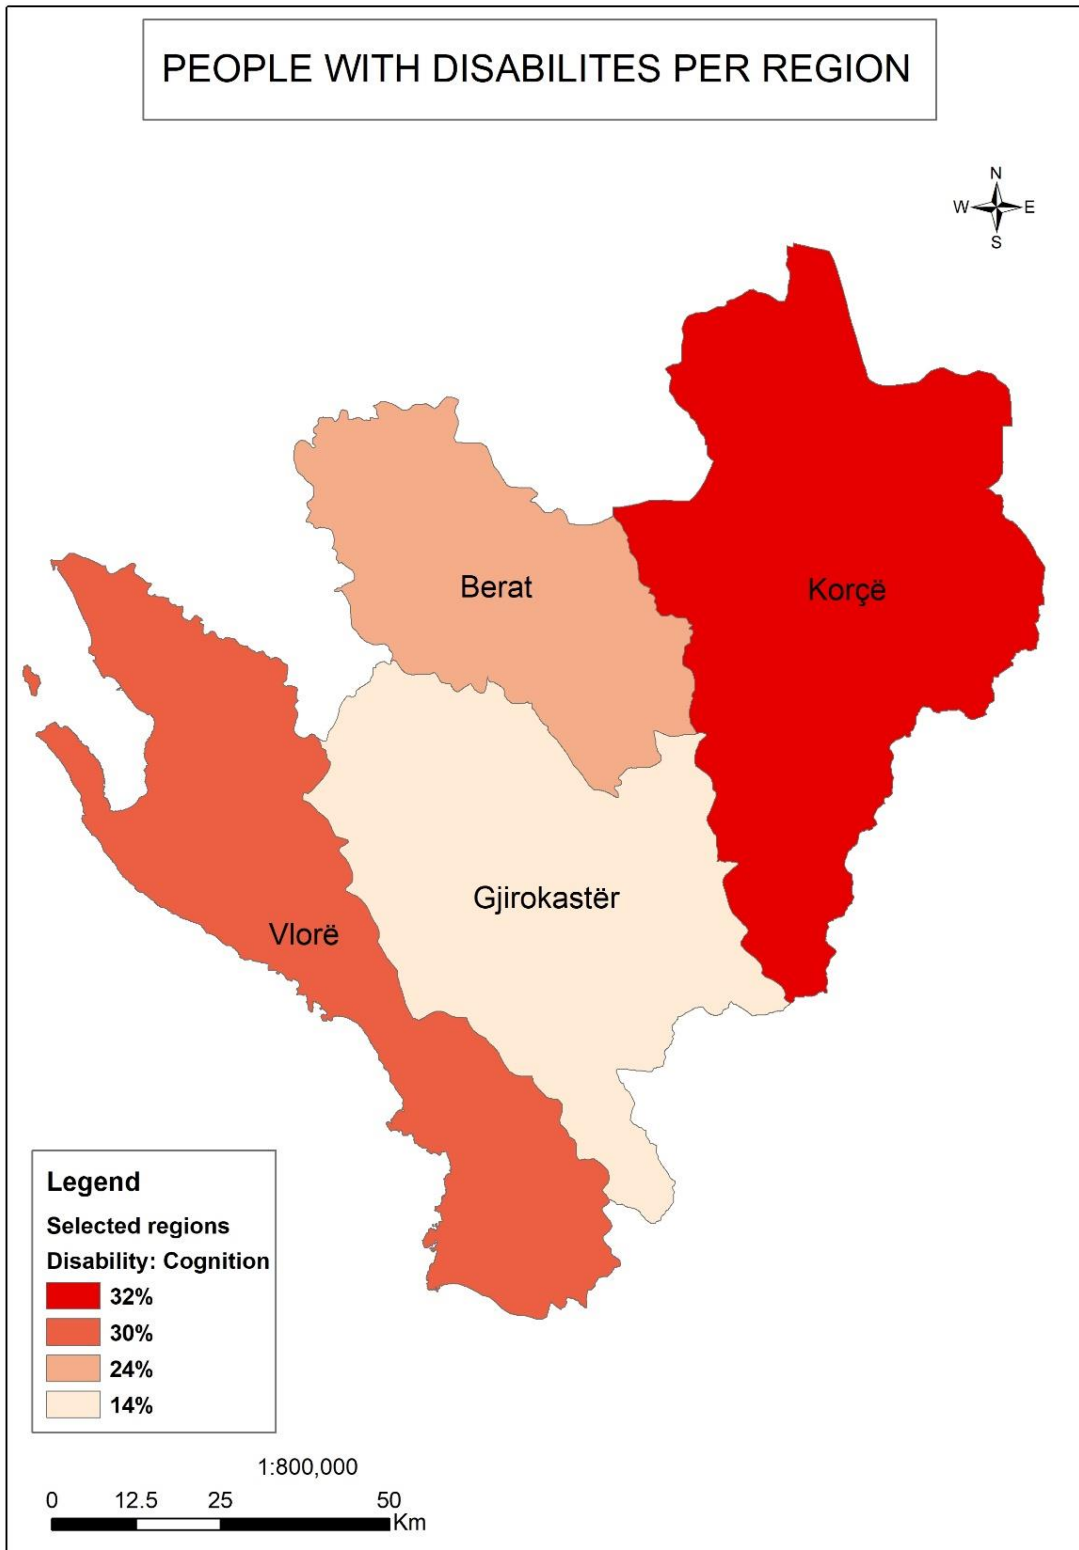 PEOPLE WITH DISABILITES PER REGION
N
W E
S
Berat
Korçë
Gjirokastër
Vlorë
Legend
Selected regions
Disability: Cognition
32%
30%
24%
14%
1:800,000
0 12.5 25 50
Km